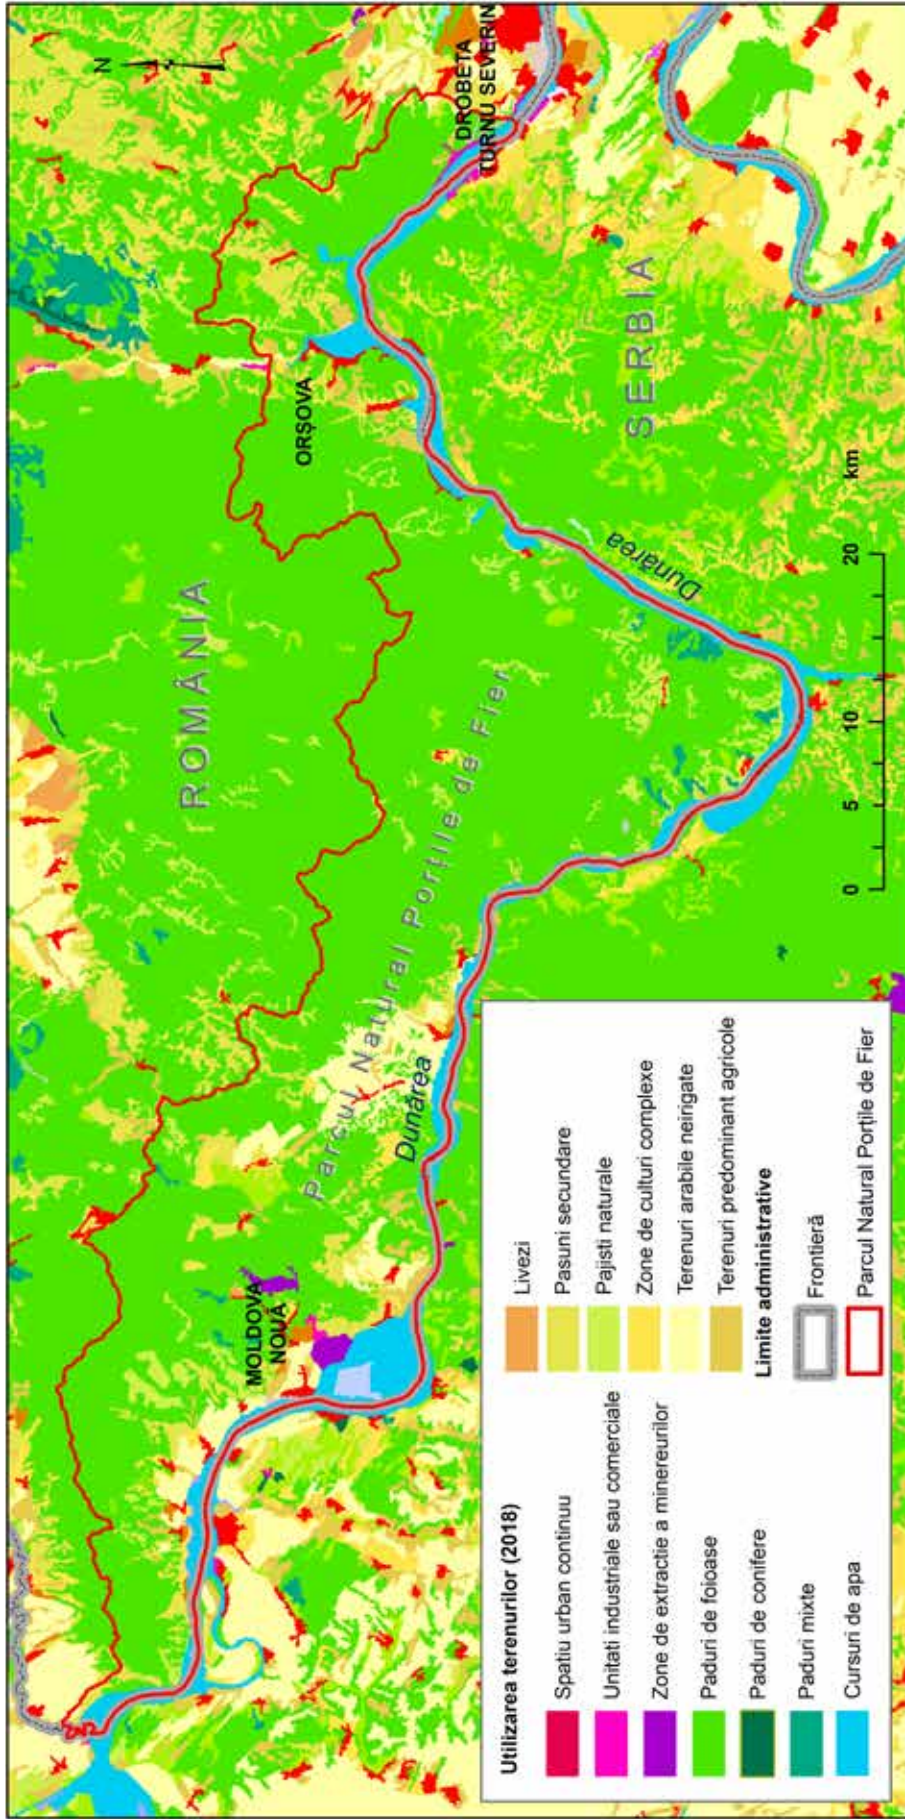 N
ROMÂNIA
DROBETA
TURNU SEVERIN
ORȘOVA
SERBIA
MOLDOVA
NOUĂ
Parcul Natural Porțile de Fier
Dunărea
Dunărea
0 5 10 20 km
Utilizarea terenurilor (2018)
Spatiu urban continuu
Unitati industriale sau comerciale
Zone de extractie a minereurilor
Paduri de foioase
Paduri de conifere
Paduri mixte
Cursuri de apa
Livezi
Pasuni secundare
Pajisti naturale
Zone de culturi complexe
Terenuri arabile neirigate
Terenuri predominant agricole
Limite administrative
Frontieră
Parcul Natural Porțile de Fier